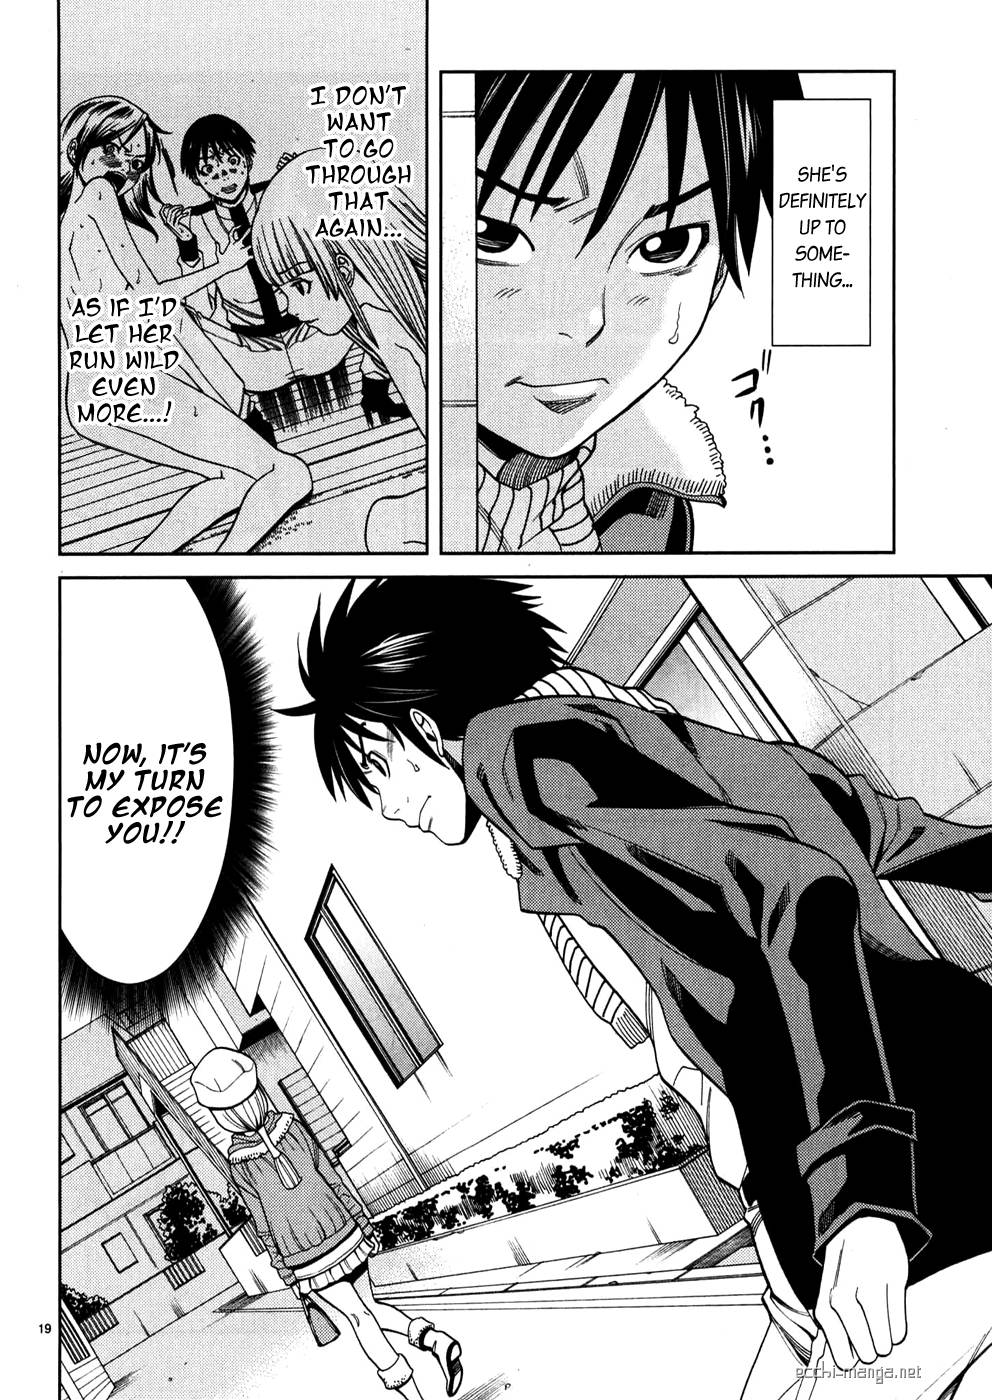 SHE'S
DEFINITELY
UP TO
SOME-
THING...
ゴ゙...
I DON'T
WANT
TO GO
THROUGH
THAT
AGAIN...
AS IF I'D
LET HER
RUN WILD
EVEN
MORE...!
NOW, IT'S
MY TURN
TO EXPOSE
YOU!!
19
ecchi-manga.net